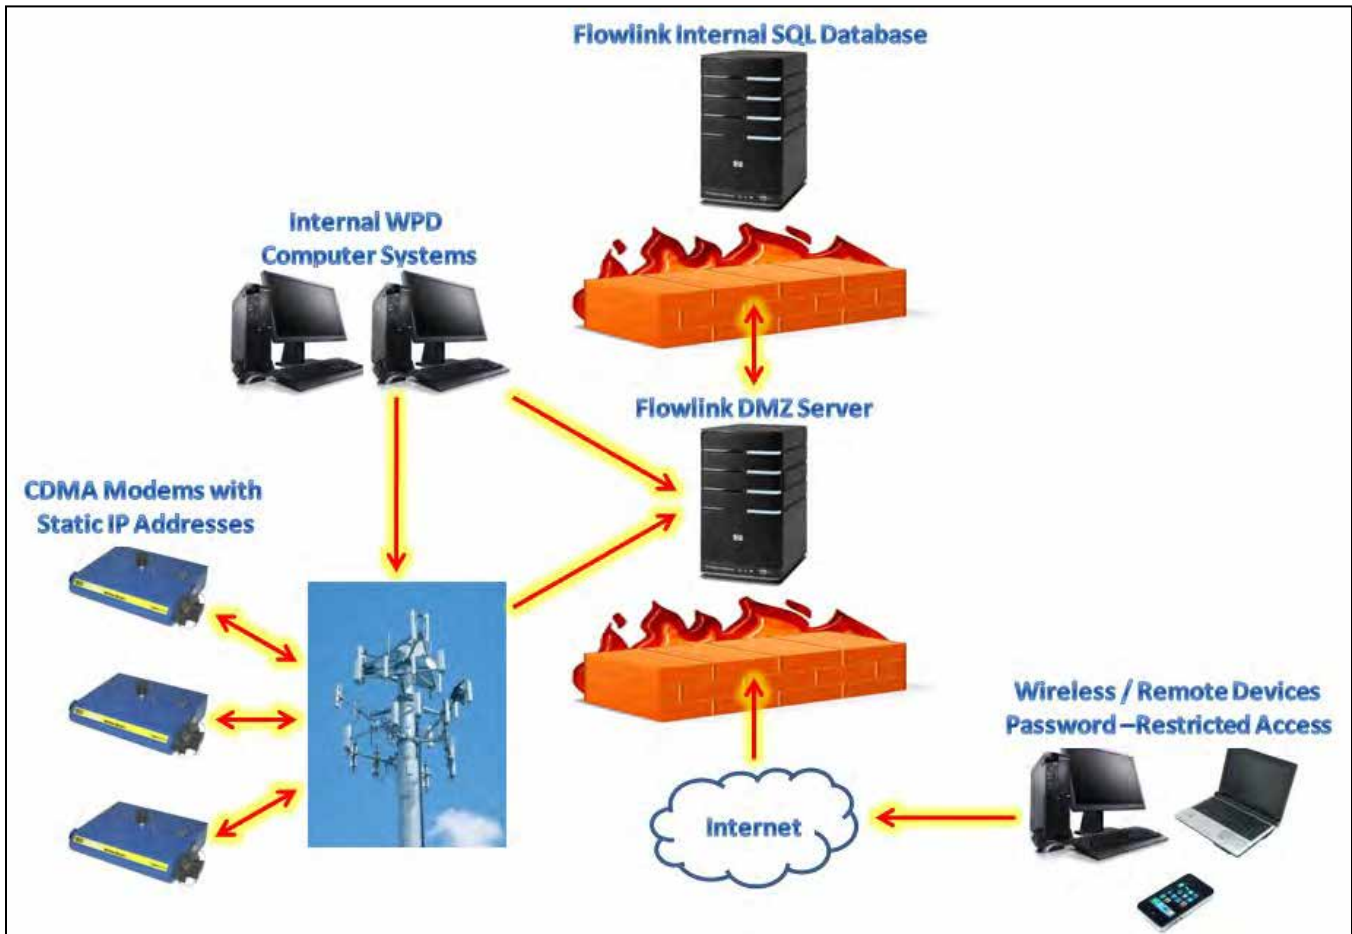 Flowlink Internal SQL Database
Internal WPD
Computer Systems
Flowlink DMZ Server
CDMA Modems with
Static IP Addresses
Wireless / Remote Devices
Password –Restricted Access
Internet